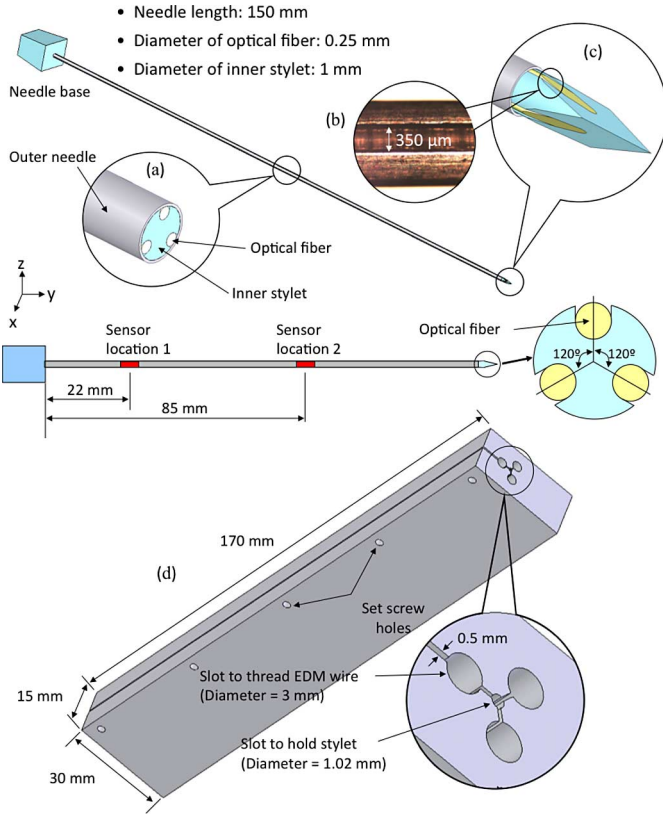 • Needle length: 150 mm
• Diameter of optical fiber: 0.25 mm
• Diameter of inner stylet: 1 mm
Needle base
(c)
(b)
350 µm
Outer needle
(a)
Optical fiber
Inner stylet
z
y
x
Sensor
location 1
Sensor
location 2
Optical fiber
120º
120º
22 mm
85 mm
170 mm
(d)
Set screw
holes
0.5 mm
Slot to thread EDM wire
(Diameter = 3 mm)
15 mm
Slot to hold stylet
(Diameter = 1.02 mm)
30 mm